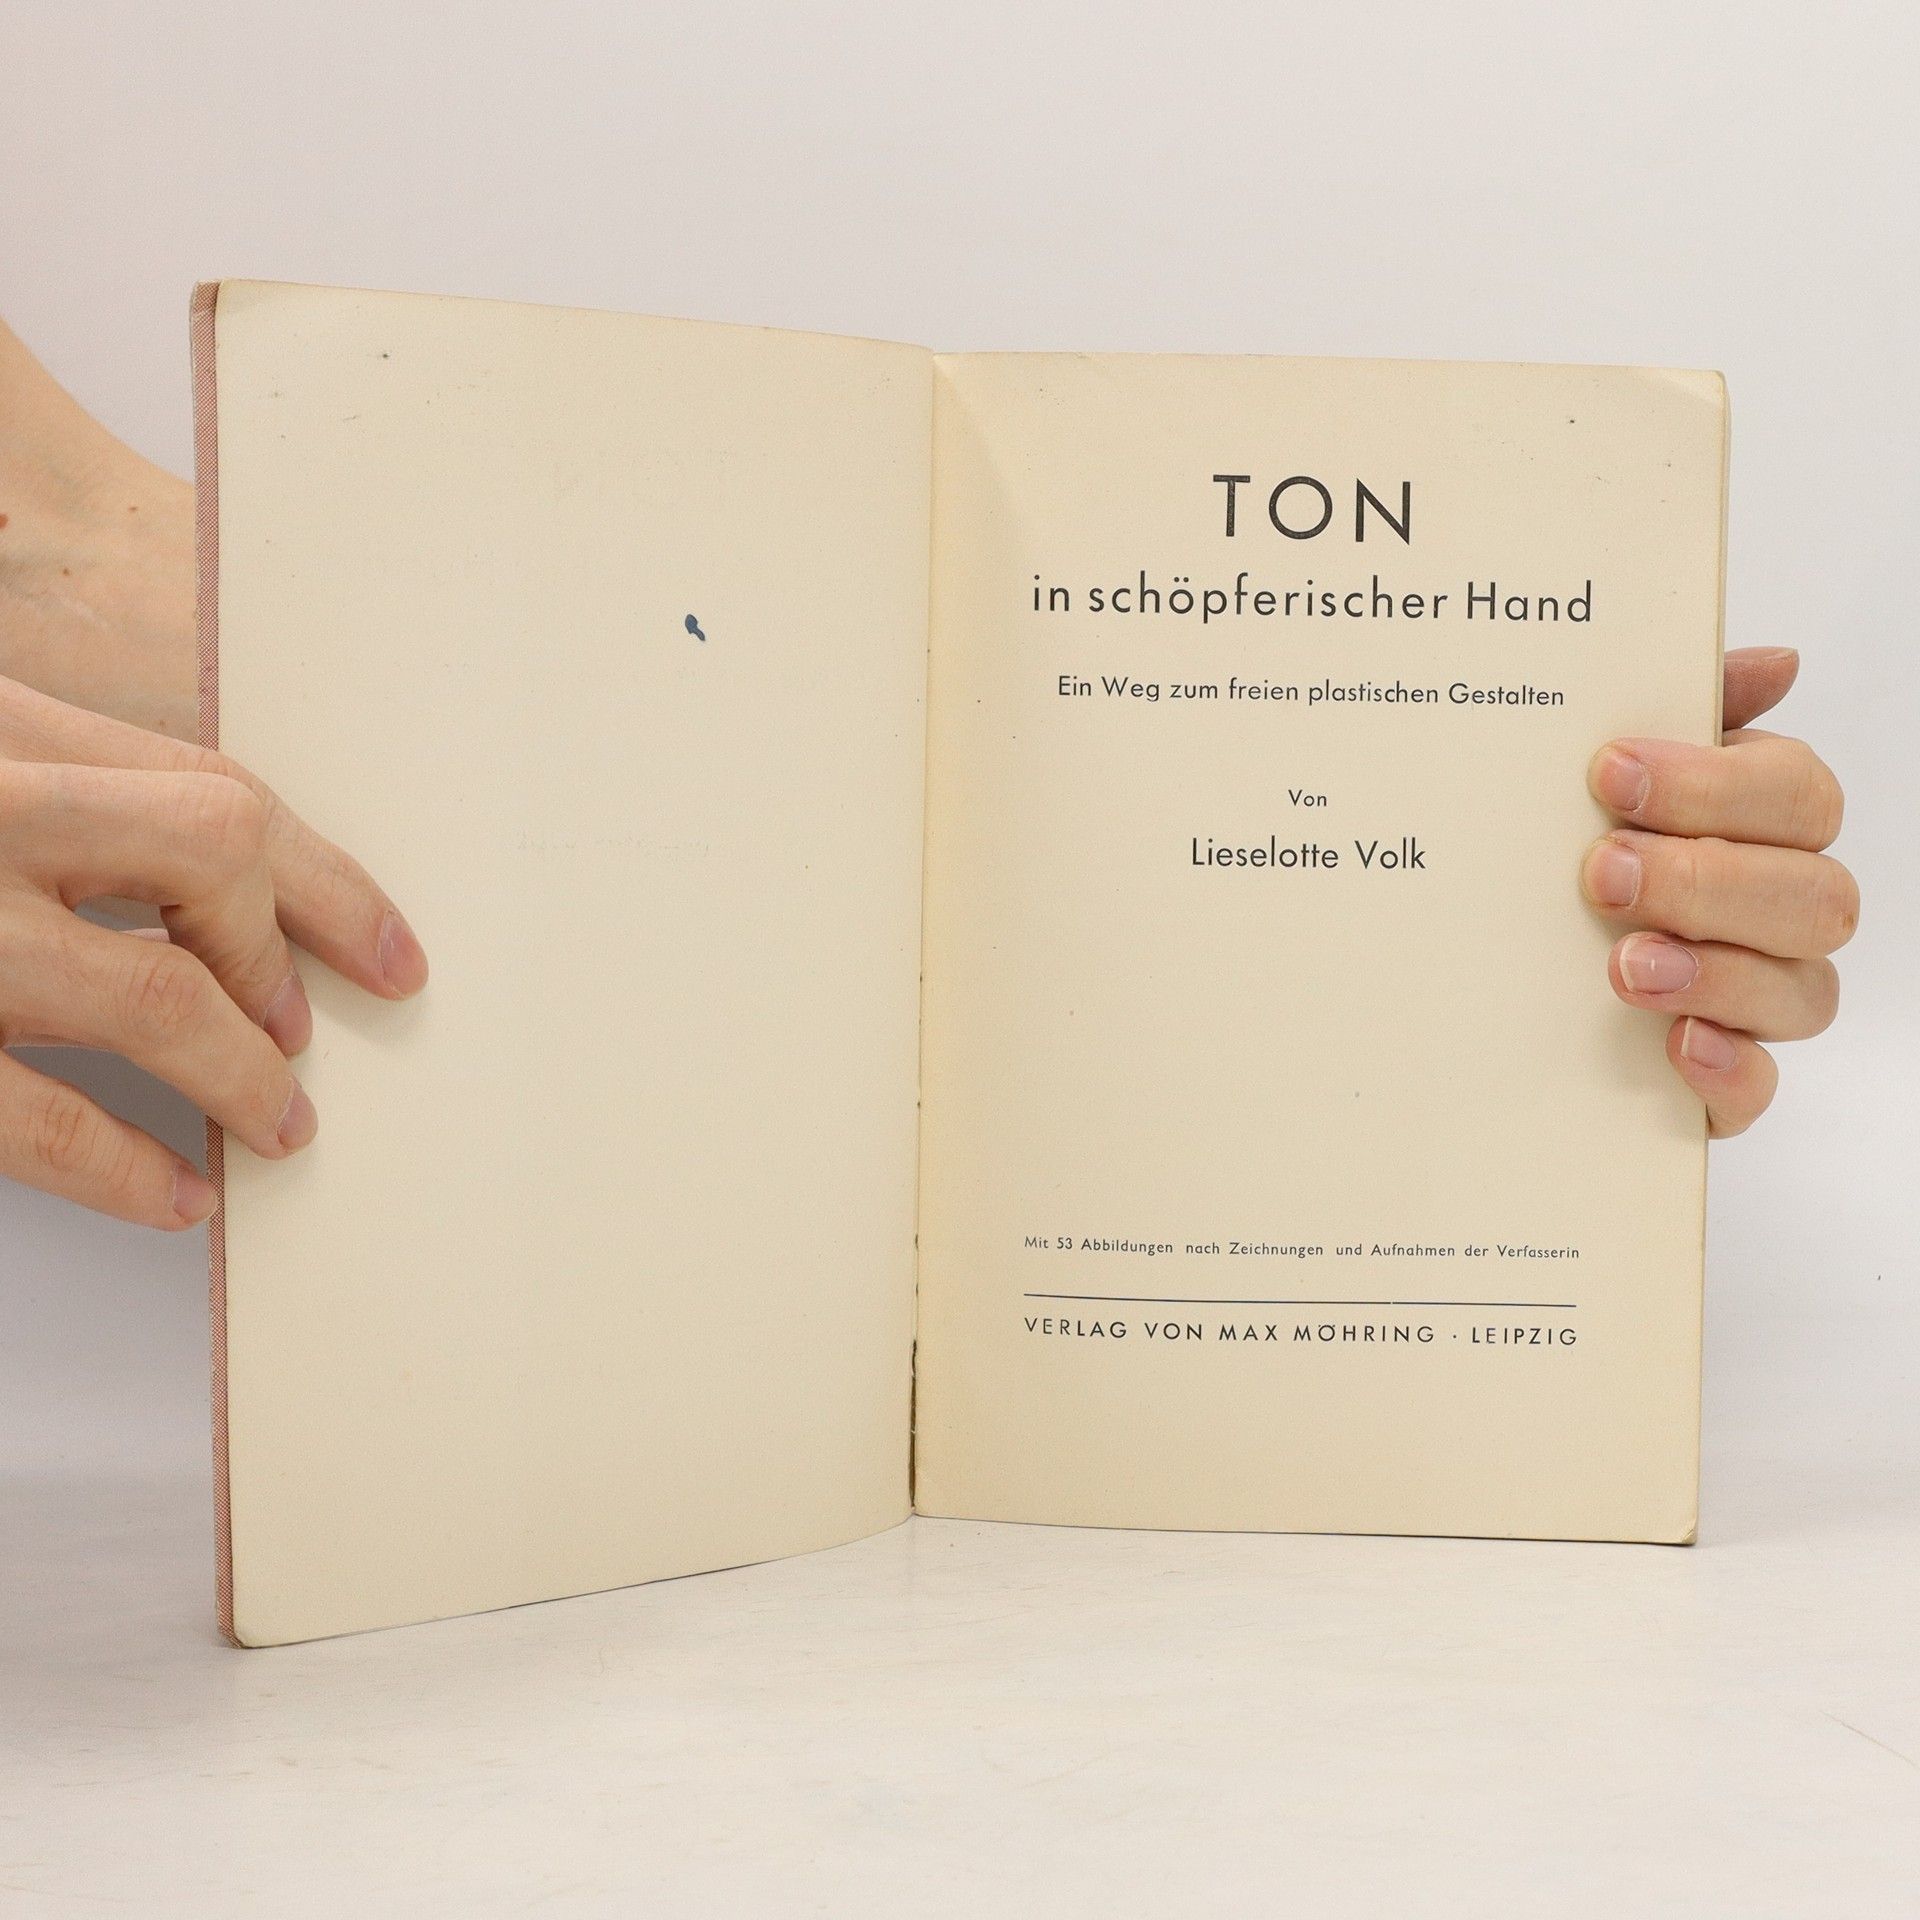 TON
in schöpferischer Hand
Ein Weg zum freien plastischen Gestalten
Von
Lieselotte Volk
Mit 53 Abbildungen nach Zeichnungen und Aufnahmen der Verfasserin
VERLAG VON MAX MÖHRING · LEIPZIG